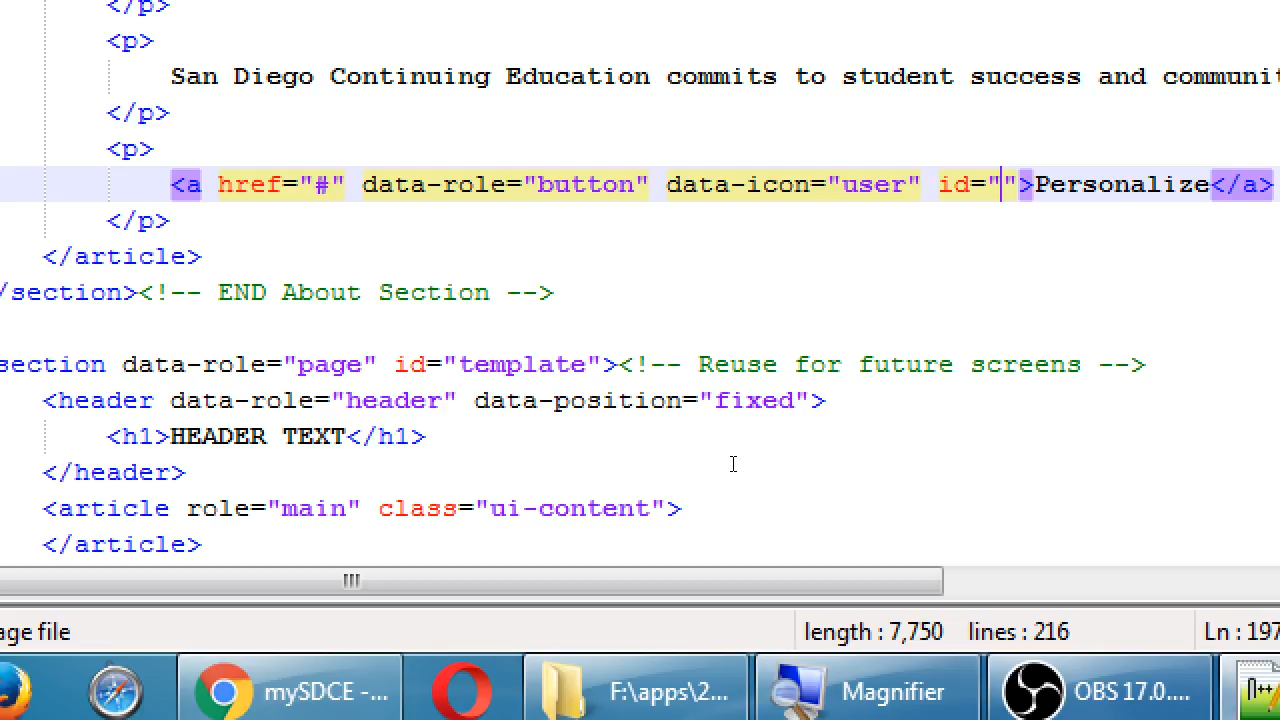 </p>
<p>
San Diego Continuing Education commits to student success and communit
</p>
<p>
<a href="#" data-role="button" data-icon="user" id="">Personalize</a>
</p>
</article>
/section><!-- END About Section -->
section data-role="page" id="template"><!-- Reuse for future screens -->
<header data-role="header" data-position="fixed">
<h1>HEADER TEXT</h1>
</header>
<article role="main" class="ui-content">
</article>
age file length : 7,750 lines : 216 Ln : 197
mySDCE -... F:\apps\2... Magnifier OBS 17.0....